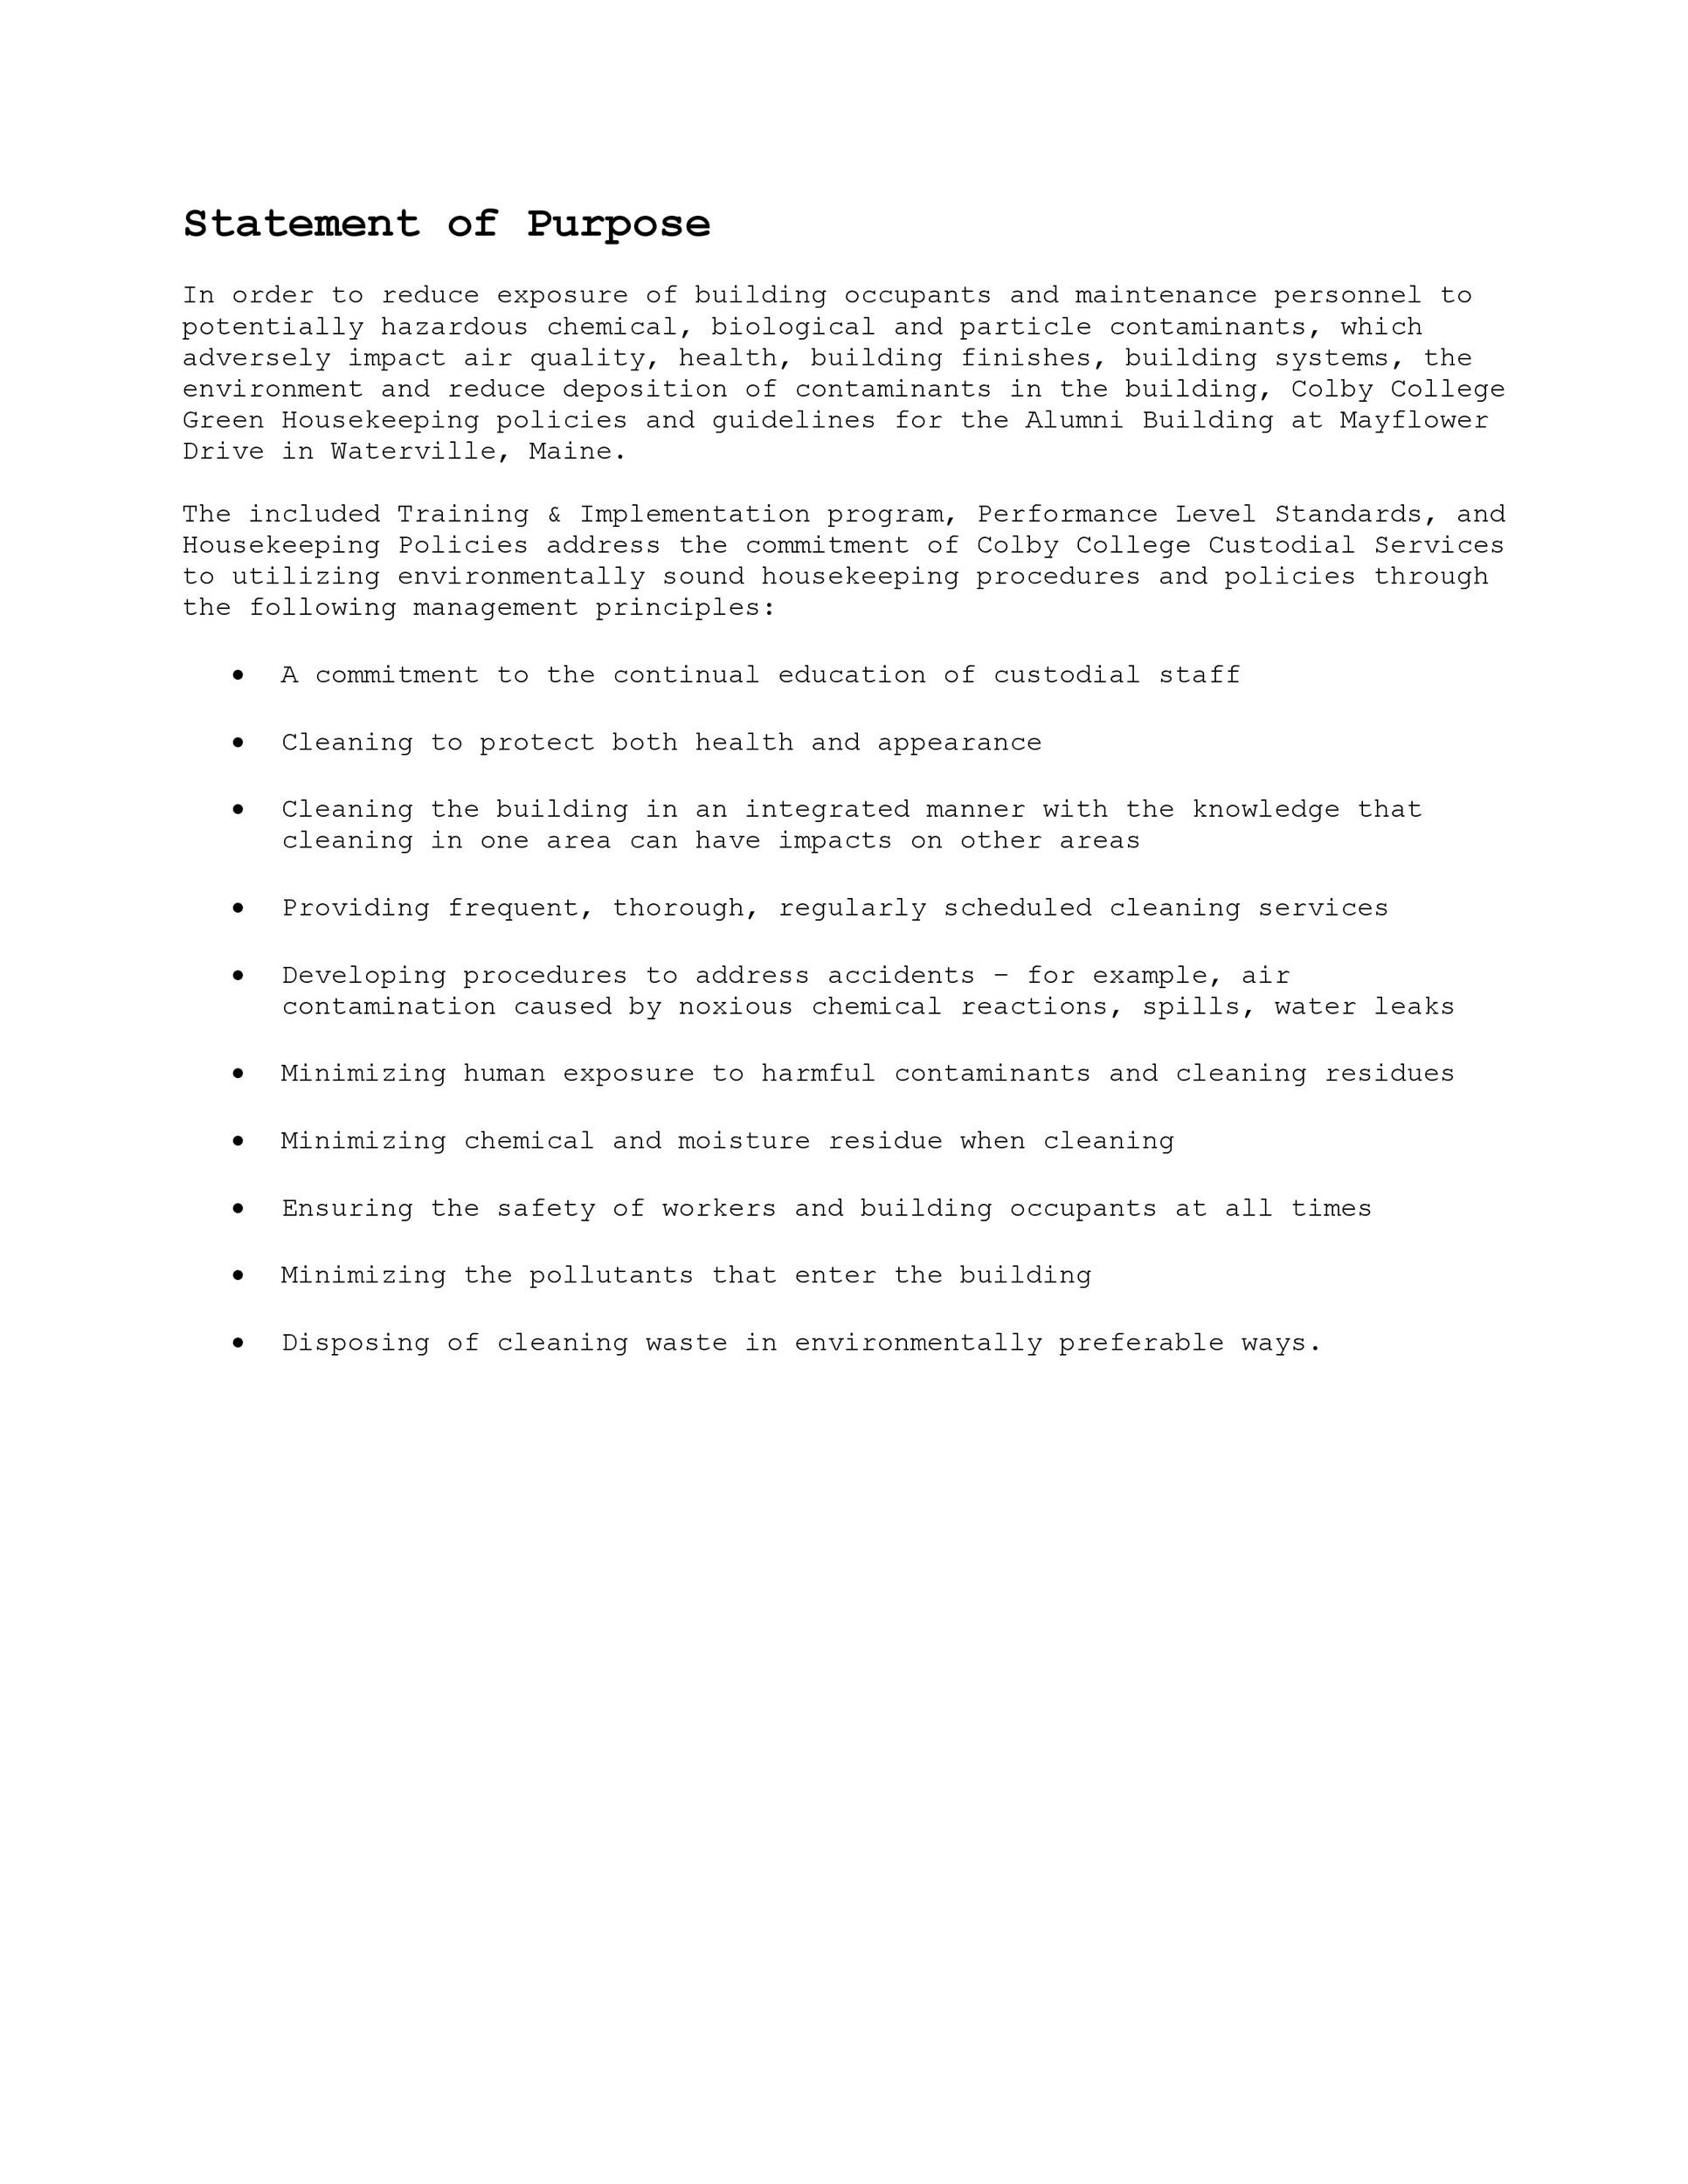 Statement of Purpose
In order to reduce exposure of building occupants and maintenance personnel to
potentially hazardous chemical, biological and particle contaminants, which
adversely impact air quality, health, building finishes, building systems, the
environment and reduce deposition of contaminants in the building, Colby College
Green Housekeeping policies and guidelines for the Alumni Building at Mayflower
Drive in Waterville, Maine.
The included Training & Implementation program, Performance Level Standards, and
Housekeeping Policies address the commitment of Colby College Custodial Services
to utilizing environmentally sound housekeeping procedures and policies through
the following management principles:
• A commitment to the continual education of custodial staff
• Cleaning to protect both health and appearance
• Cleaning the building in an integrated manner with the knowledge that
cleaning in one area can have impacts on other areas
• Providing frequent, thorough, regularly scheduled cleaning services
• Developing procedures to address accidents – for example, air
contamination caused by noxious chemical reactions, spills, water leaks
• Minimizing human exposure to harmful contaminants and cleaning residues
• Minimizing chemical and moisture residue when cleaning
• Ensuring the safety of workers and building occupants at all times
• Minimizing the pollutants that enter the building
• Disposing of cleaning waste in environmentally preferable ways.